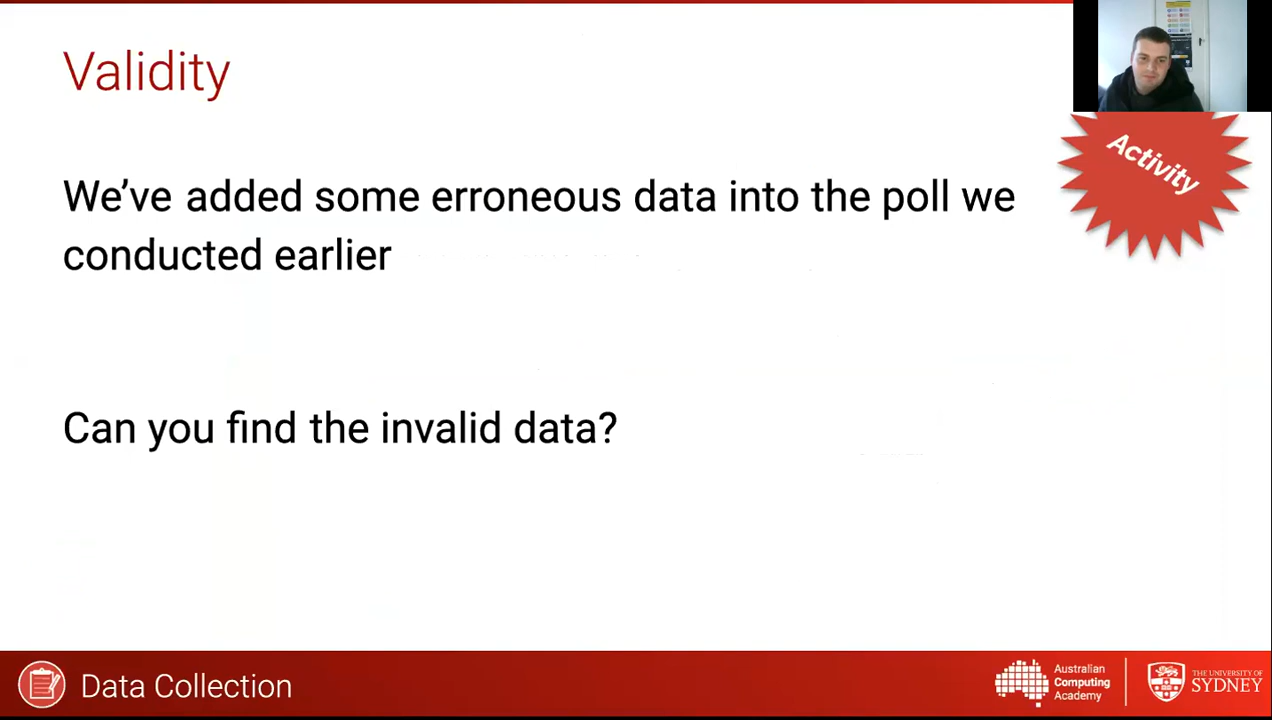 Validity
Activity
We've added some erroneous data into the poll we
conducted earlier
Can you find the invalid data?
Data Collection
Australian
Computing
Academy
THE UNIVERSITY OF
SYDNEY